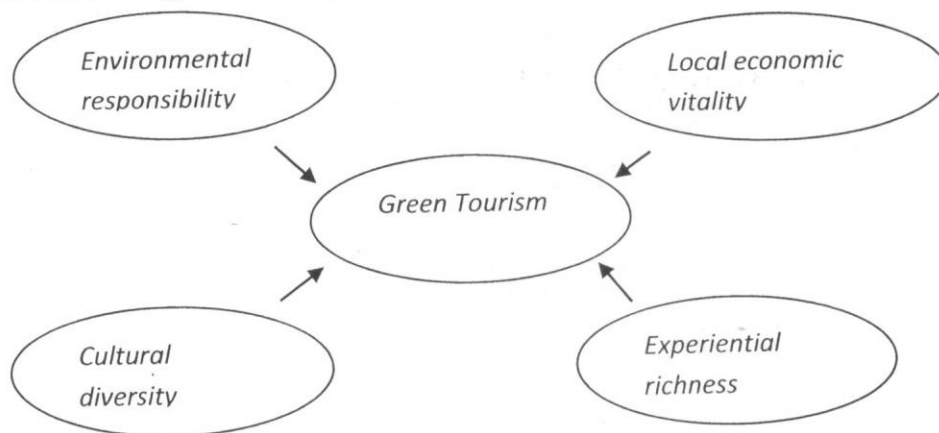 Environmental
responsibility
Local economic
vitality
Green Tourism
Cultural
diversity
Experiential
richness